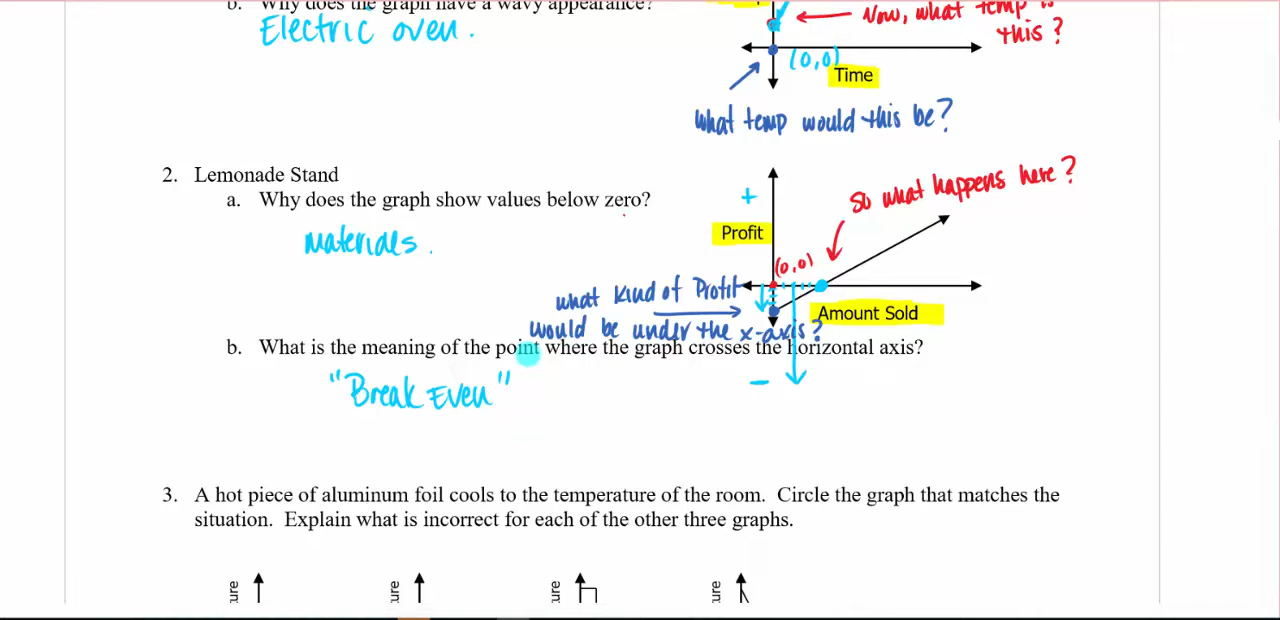 b. Why does the graph have a wavy appearance?
Electric oven.
Now, what temp is
this?
(0,0)
Time
What temp would this be?
2. Lemonade Stand
a. Why does the graph show values below zero?
Materials.
+
So what happens here?
Profit
(0,0)
what kind of Profit
would be under the x-axis?
Amount Sold
b. What is the meaning of the point where the graph crosses the horizontal axis?
"Break Even"
-
3. A hot piece of aluminum foil cools to the temperature of the room. Circle the graph that matches the
situation. Explain what is incorrect for each of the other three graphs.
ure
ure
ure
ure